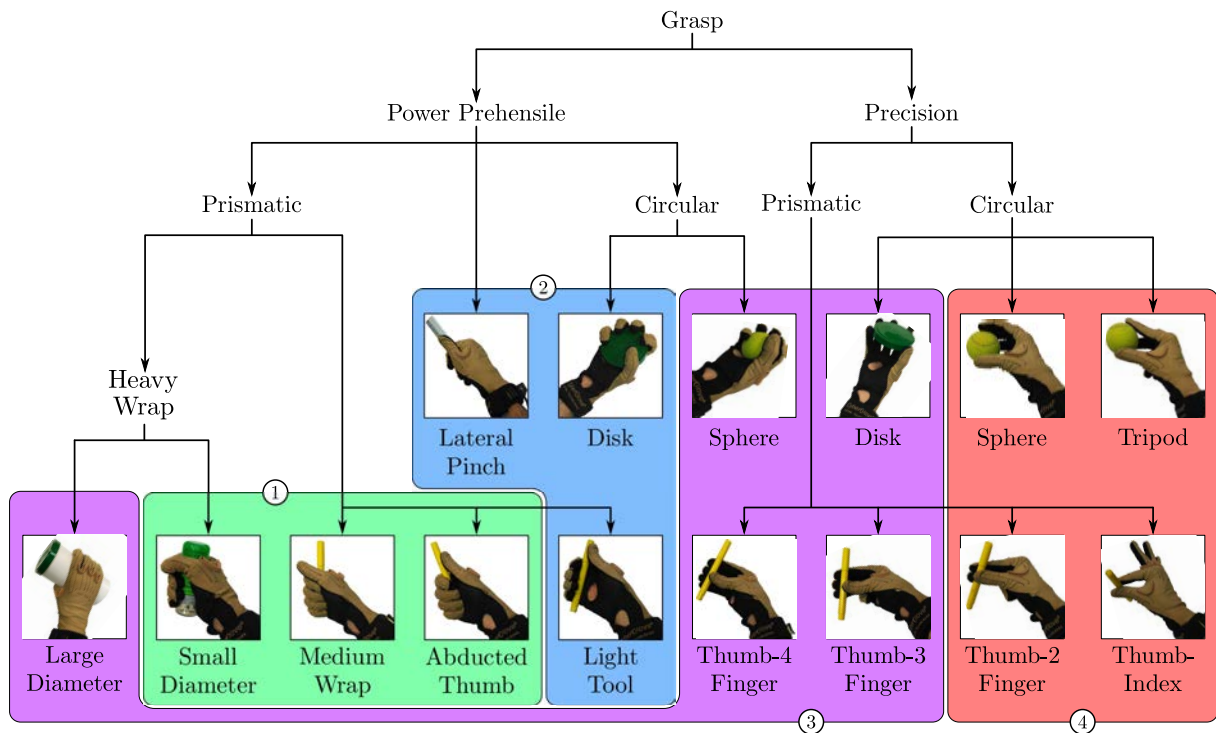 Grasp
Power Prehensile
Precision
Prismatic
Circular
Prismatic
Circular
2
Heavy
Wrap
Lateral
Pinch
Disk
Sphere
Disk
Sphere
Tripod
1
Large
Diameter
Small
Diameter
Medium
Wrap
Abducted
Thumb
Light
Tool
Thumb-4
Finger
Thumb-3
Finger
Thumb-2
Finger
Thumb-
Index
3
4